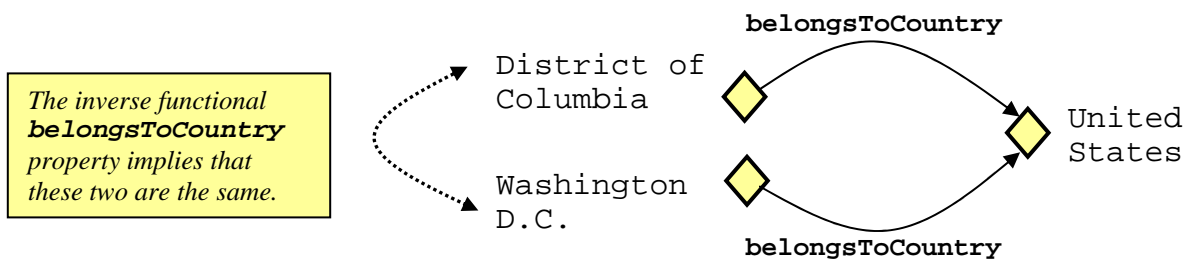 belongsToCountry
The inverse functional
belongsToCountry
property implies that
these two are the same.
District of
Columbia
Washington
D.C.
United
States
belongsToCountry